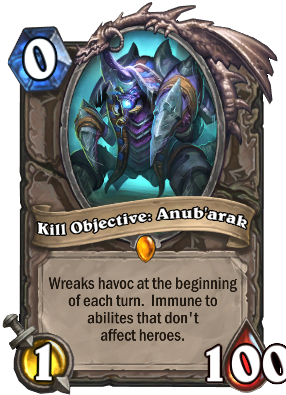 0
Kill Objective: Anub'arak
Wreaks havoc at the beginning
of each turn. Immune to
abilites that don't
affect heroes.
1
100